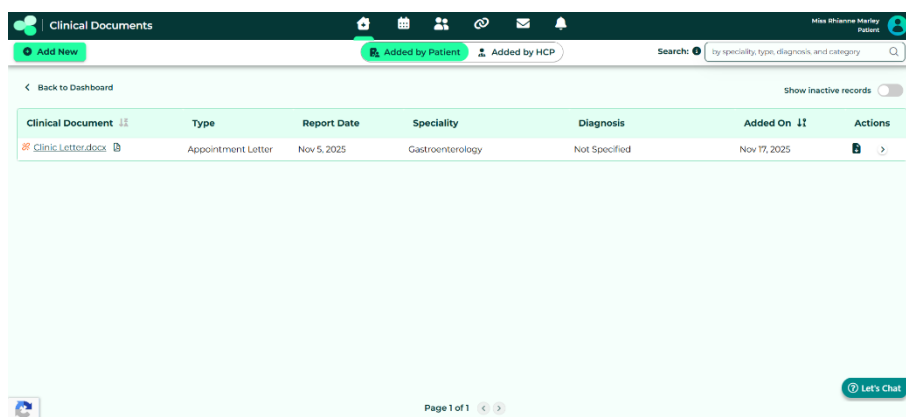 Clinical Documents
Miss Rhianne Marley
Patient
Add New
Added by Patient
Added by HCP
Search:
by speciality, type, diagnosis, and category
Back to Dashboard
Show inactive records
Clinical Document Type Report Date Speciality Diagnosis Added On Actions
Clinic Letter.docx Appointment Letter Nov 5, 2025 Gastroenterology Not Specified Nov 17, 2025
Let's Chat
Page 1 of 1